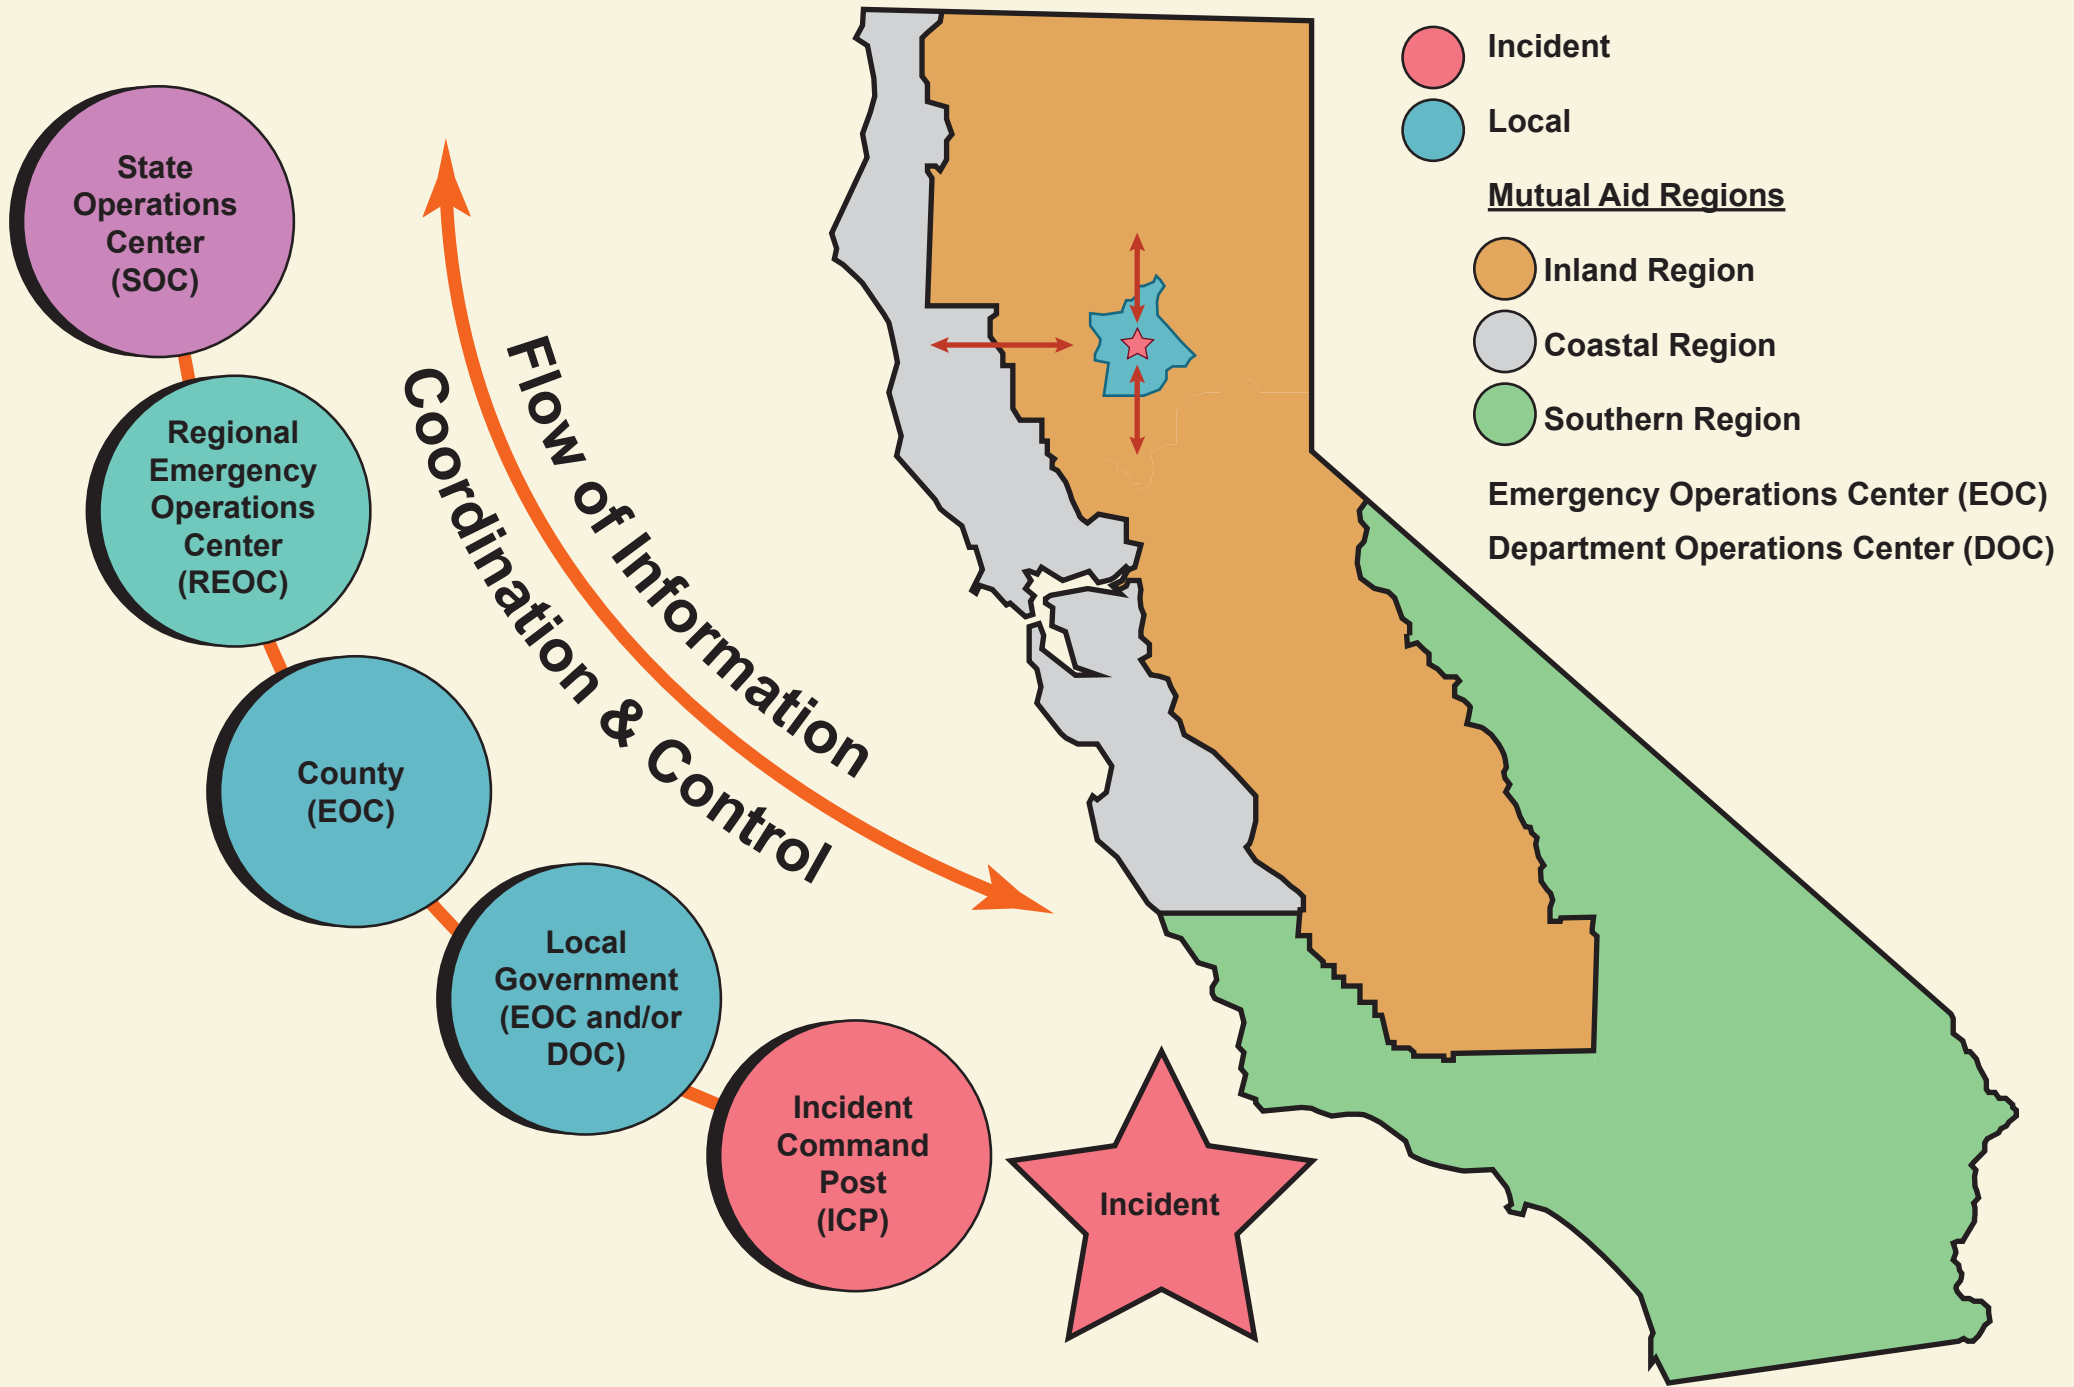 State
Operations
Center
(SOC)
Regional
Emergency
Operations
Center
(REOC)
County
(EOC)
Local
Government
(EOC and/or
DOC)
Incident
Command
Post
(ICP)
Incident
Flow of Information
Coordination & Control
Incident
Local
Mutual Aid Regions
Inland Region
Coastal Region
Southern Region
Emergency Operations Center (EOC)
Department Operations Center (DOC)